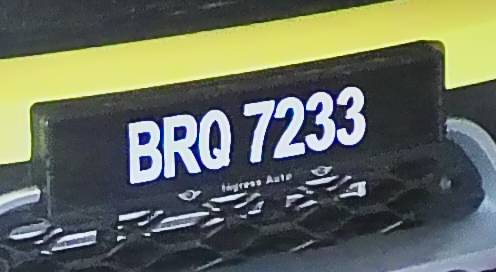 BRQ 7233
Ingress Auto